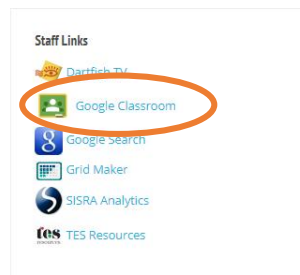 Staff Links
Dartfish TV
Google Classroom
Google Search
Grid Maker
SISRA Analytics
tes TES Resources